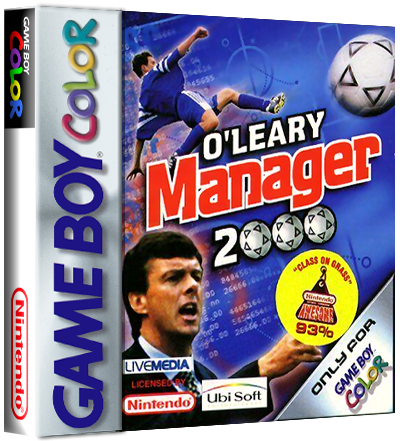 GAME BOY
COLOR
Nintendo
GAME BOY COLOR
O'LEARY
Manager
2000
"CLASS ON GRASS"
Nintendo
AWESOME
93%
LIVEMEDIA
LICENSED BY
Nintendo
Ubi Soft
ONLY FOR
GAME BOY
COLOR